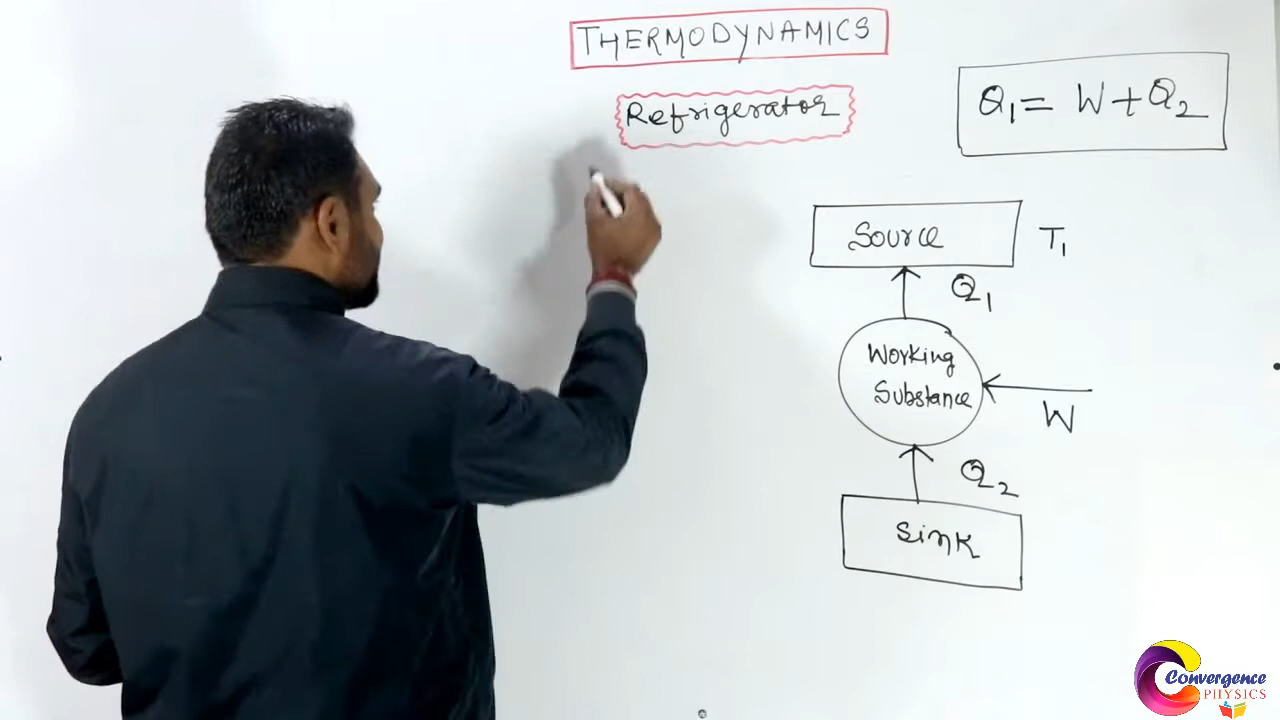 THERMODYNAMICS
Refrigerator
Q₁ = W + Q₂
Source
T₁
Q₁
Working
Substance
W
Q₂
Sink
Convergence
PHYSICS